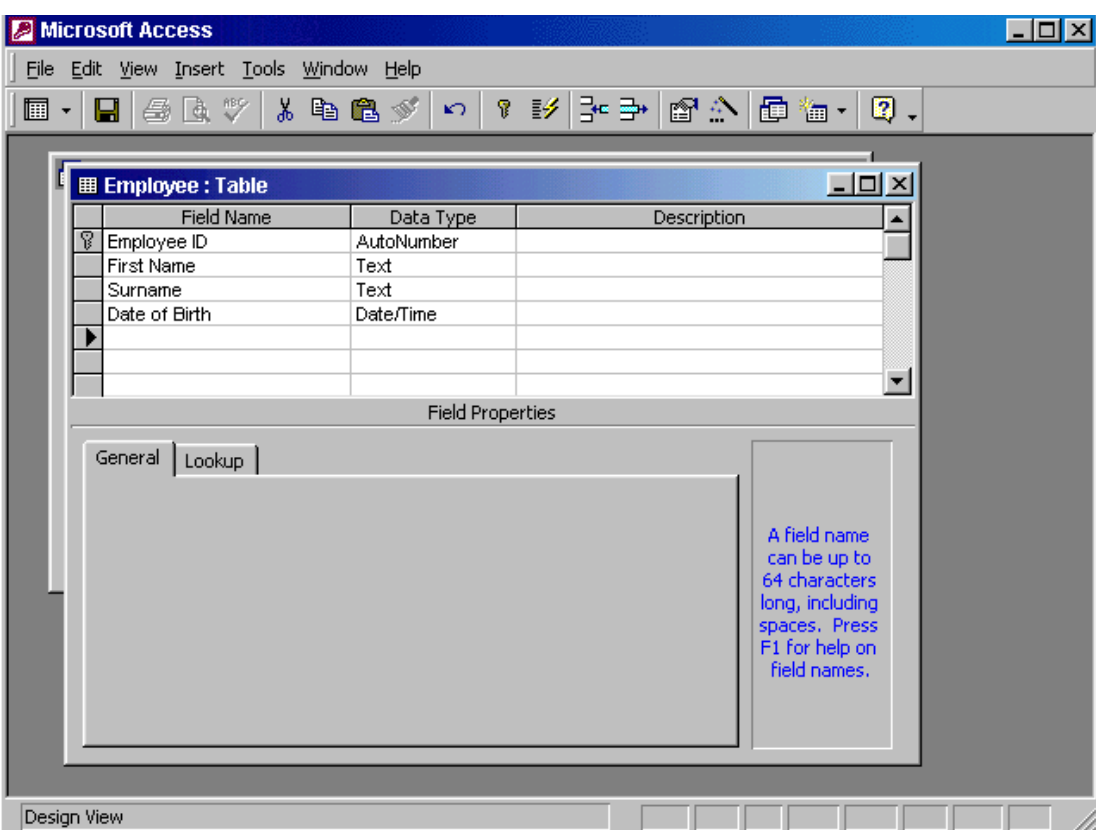 Microsoft Access
File Edit View Insert Tools Window Help
ABC
Employee : Table
Field Name Data Type Description
Employee ID AutoNumber
First Name Text
Surname Text
Date of Birth Date/Time
Field Properties
General Lookup
A field name
can be up to
64 characters
long, including
spaces. Press
F1 for help on
field names.
Design View